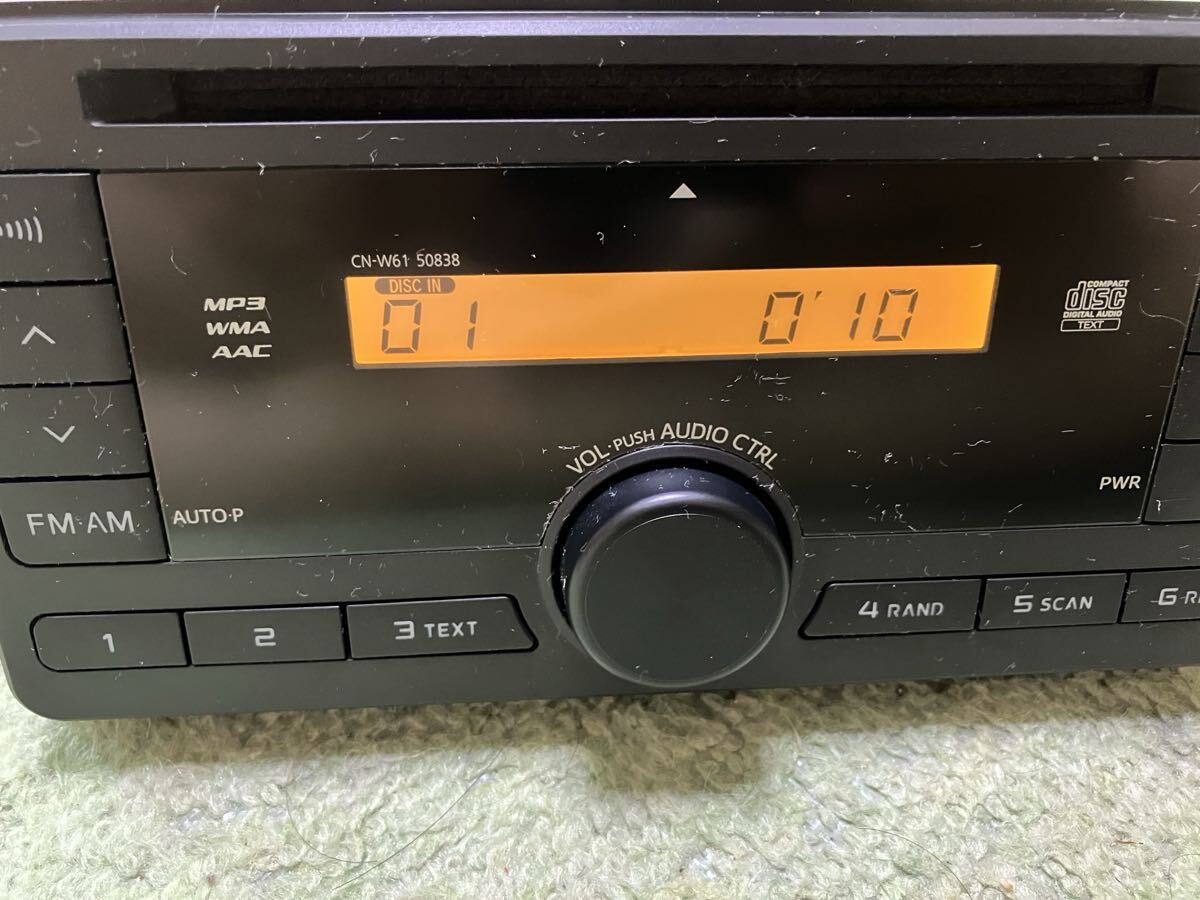 CN-W61 50838
DISC IN
01 0'10
MP3
WMA
AAC
COMPACT
disc
DIGITAL AUDIO
TEXT
VOL·PUSH AUDIO CTRL
PWR
FM·AM
AUTO·P
1
2
3 TEXT
4 RAND
5 SCAN
6